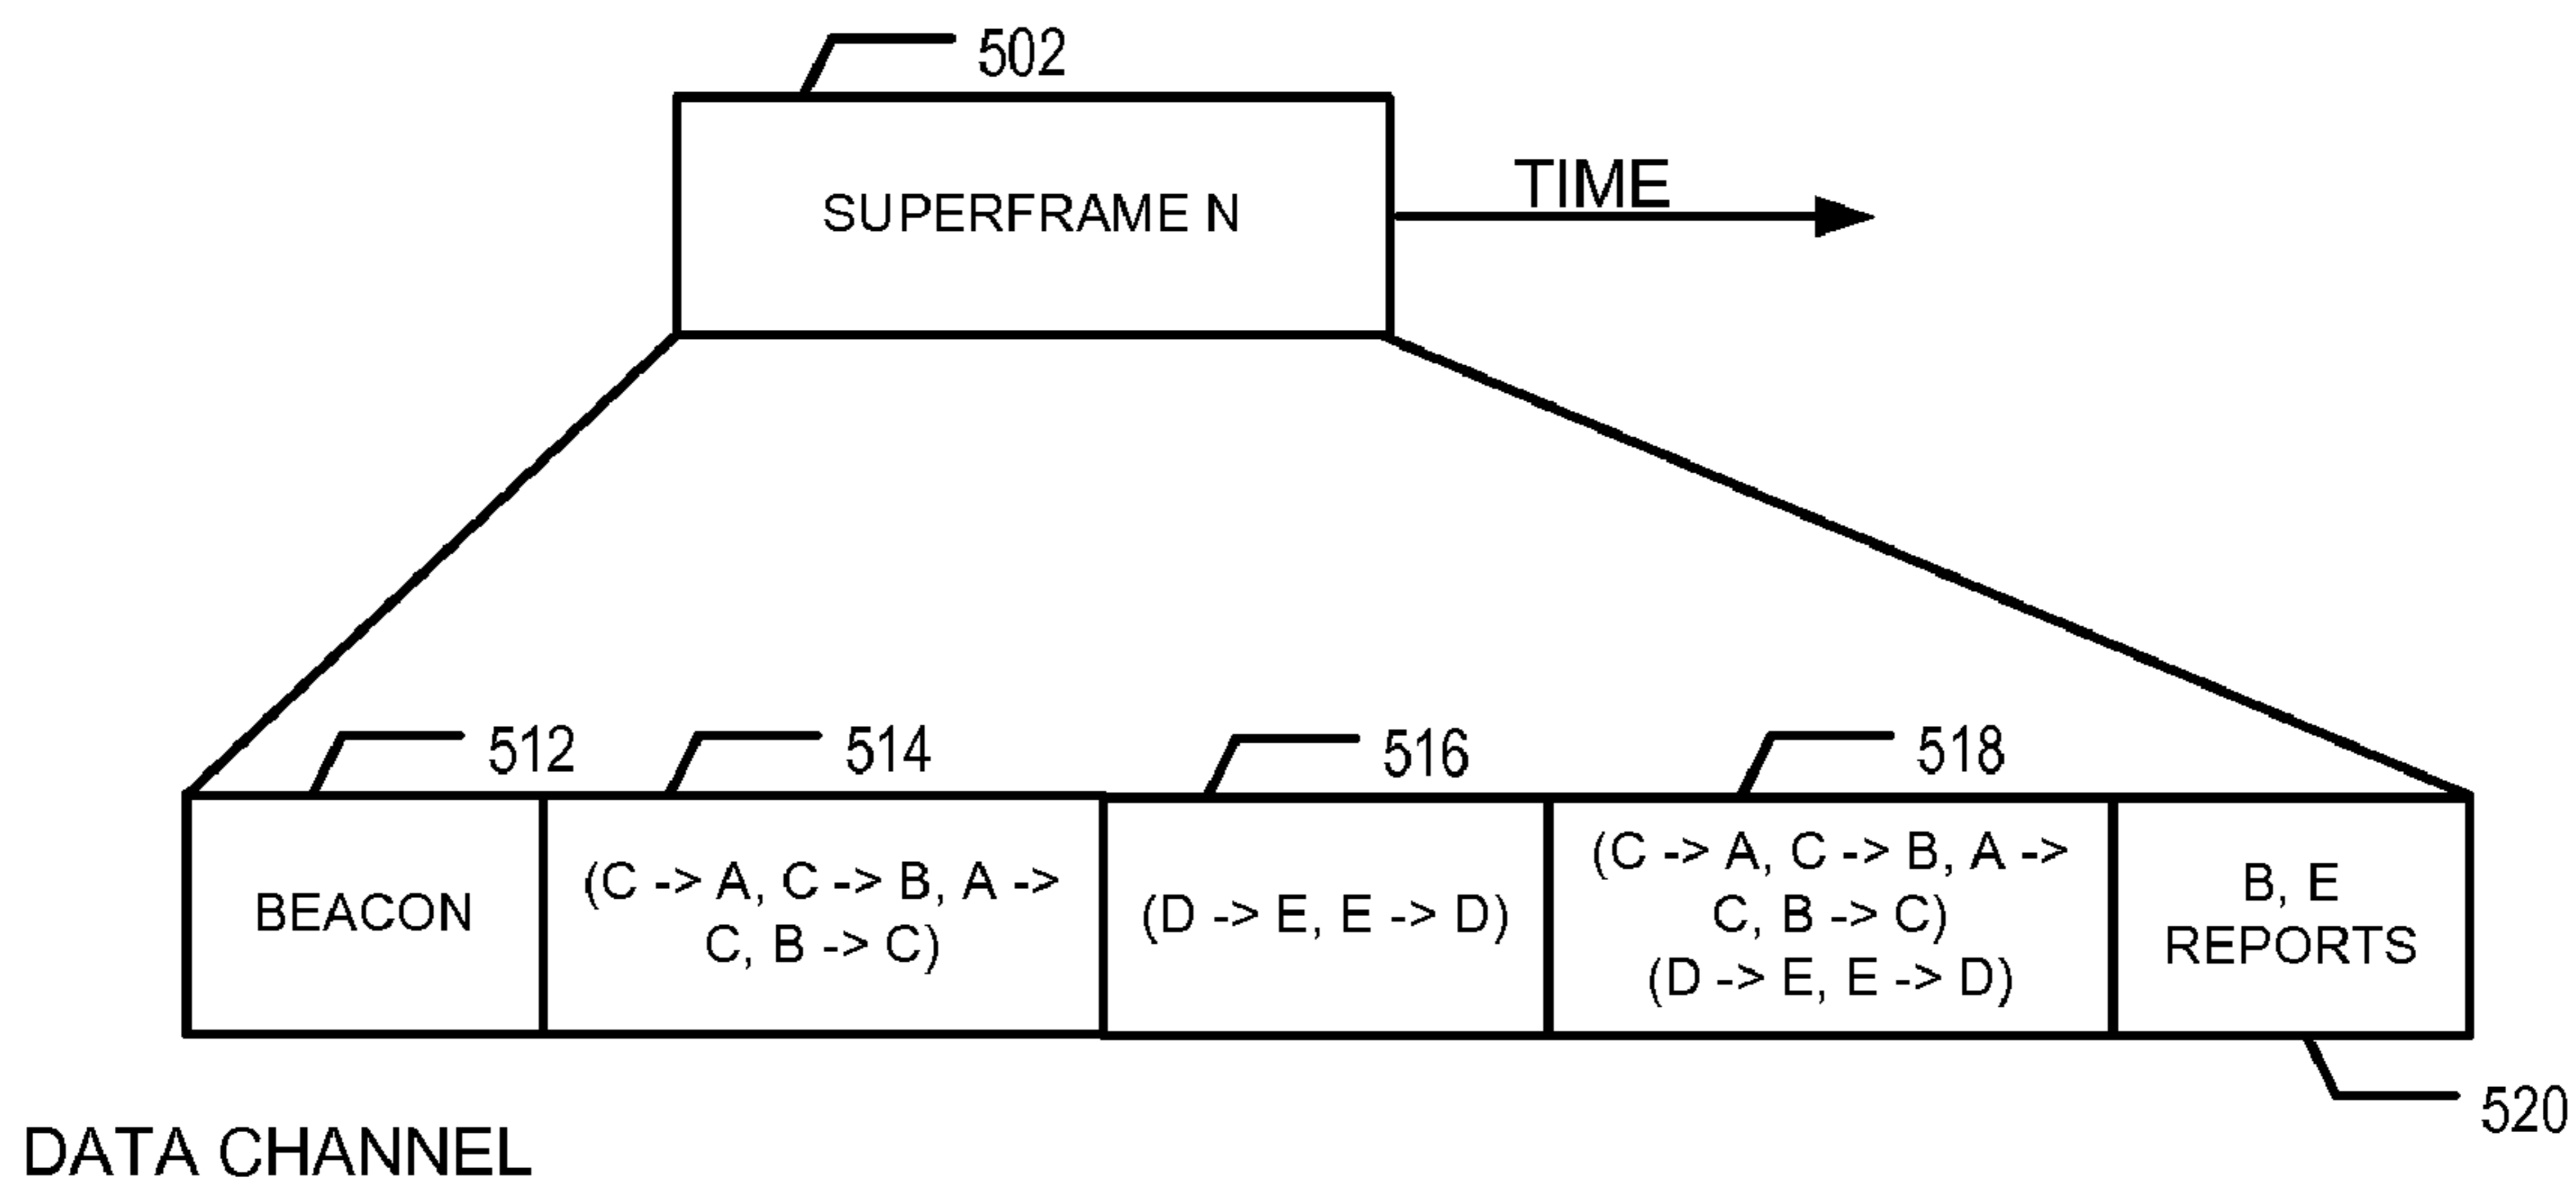 502
SUPERFRAME N
TIME
512
514
516
518
BEACON
(C -> A, C -> B, A ->
C, B -> C)
(D -> E, E -> D)
(C -> A, C -> B, A ->
C, B -> C)
(D -> E, E -> D)
B, E
REPORTS
520
DATA CHANNEL